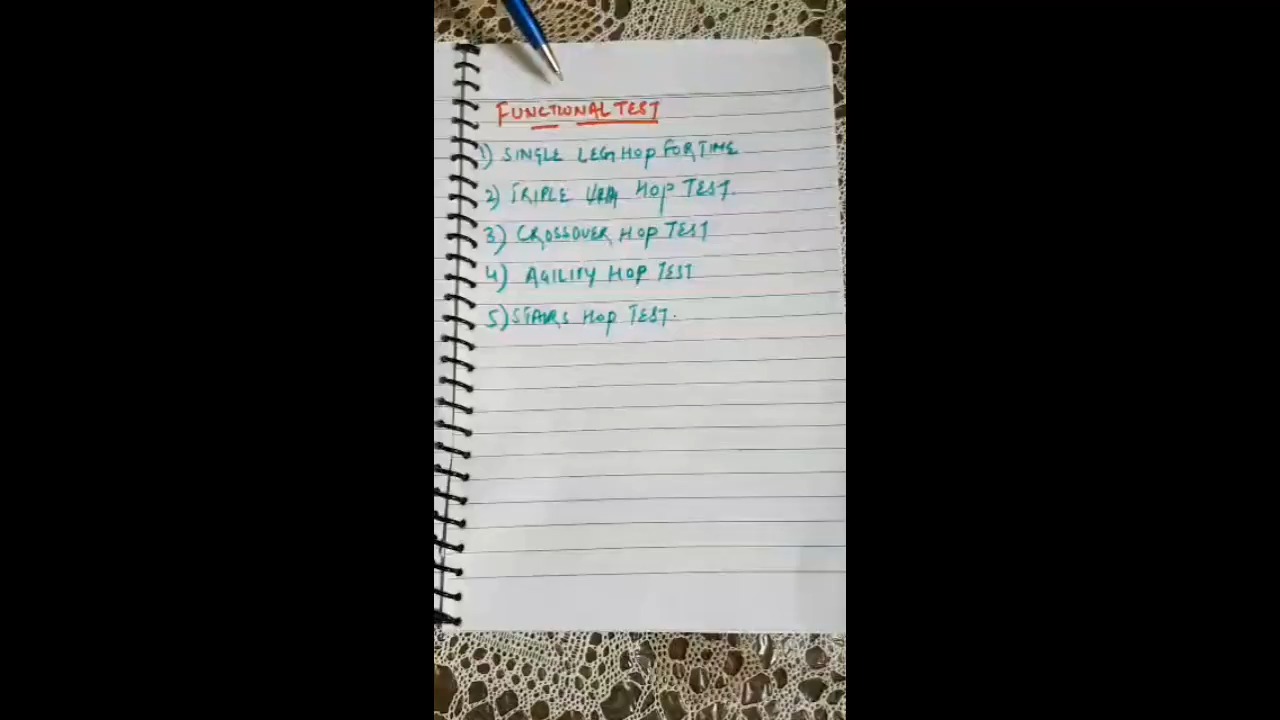 FUNCTIONAL TEST
1) SINGLE LEG HOP FOR TIME
2) TRIPLE HOP TEST.
3) CROSSOVER HOP TEST
4) AGILITY HOP TEST
5) STAIRS HOP TEST.